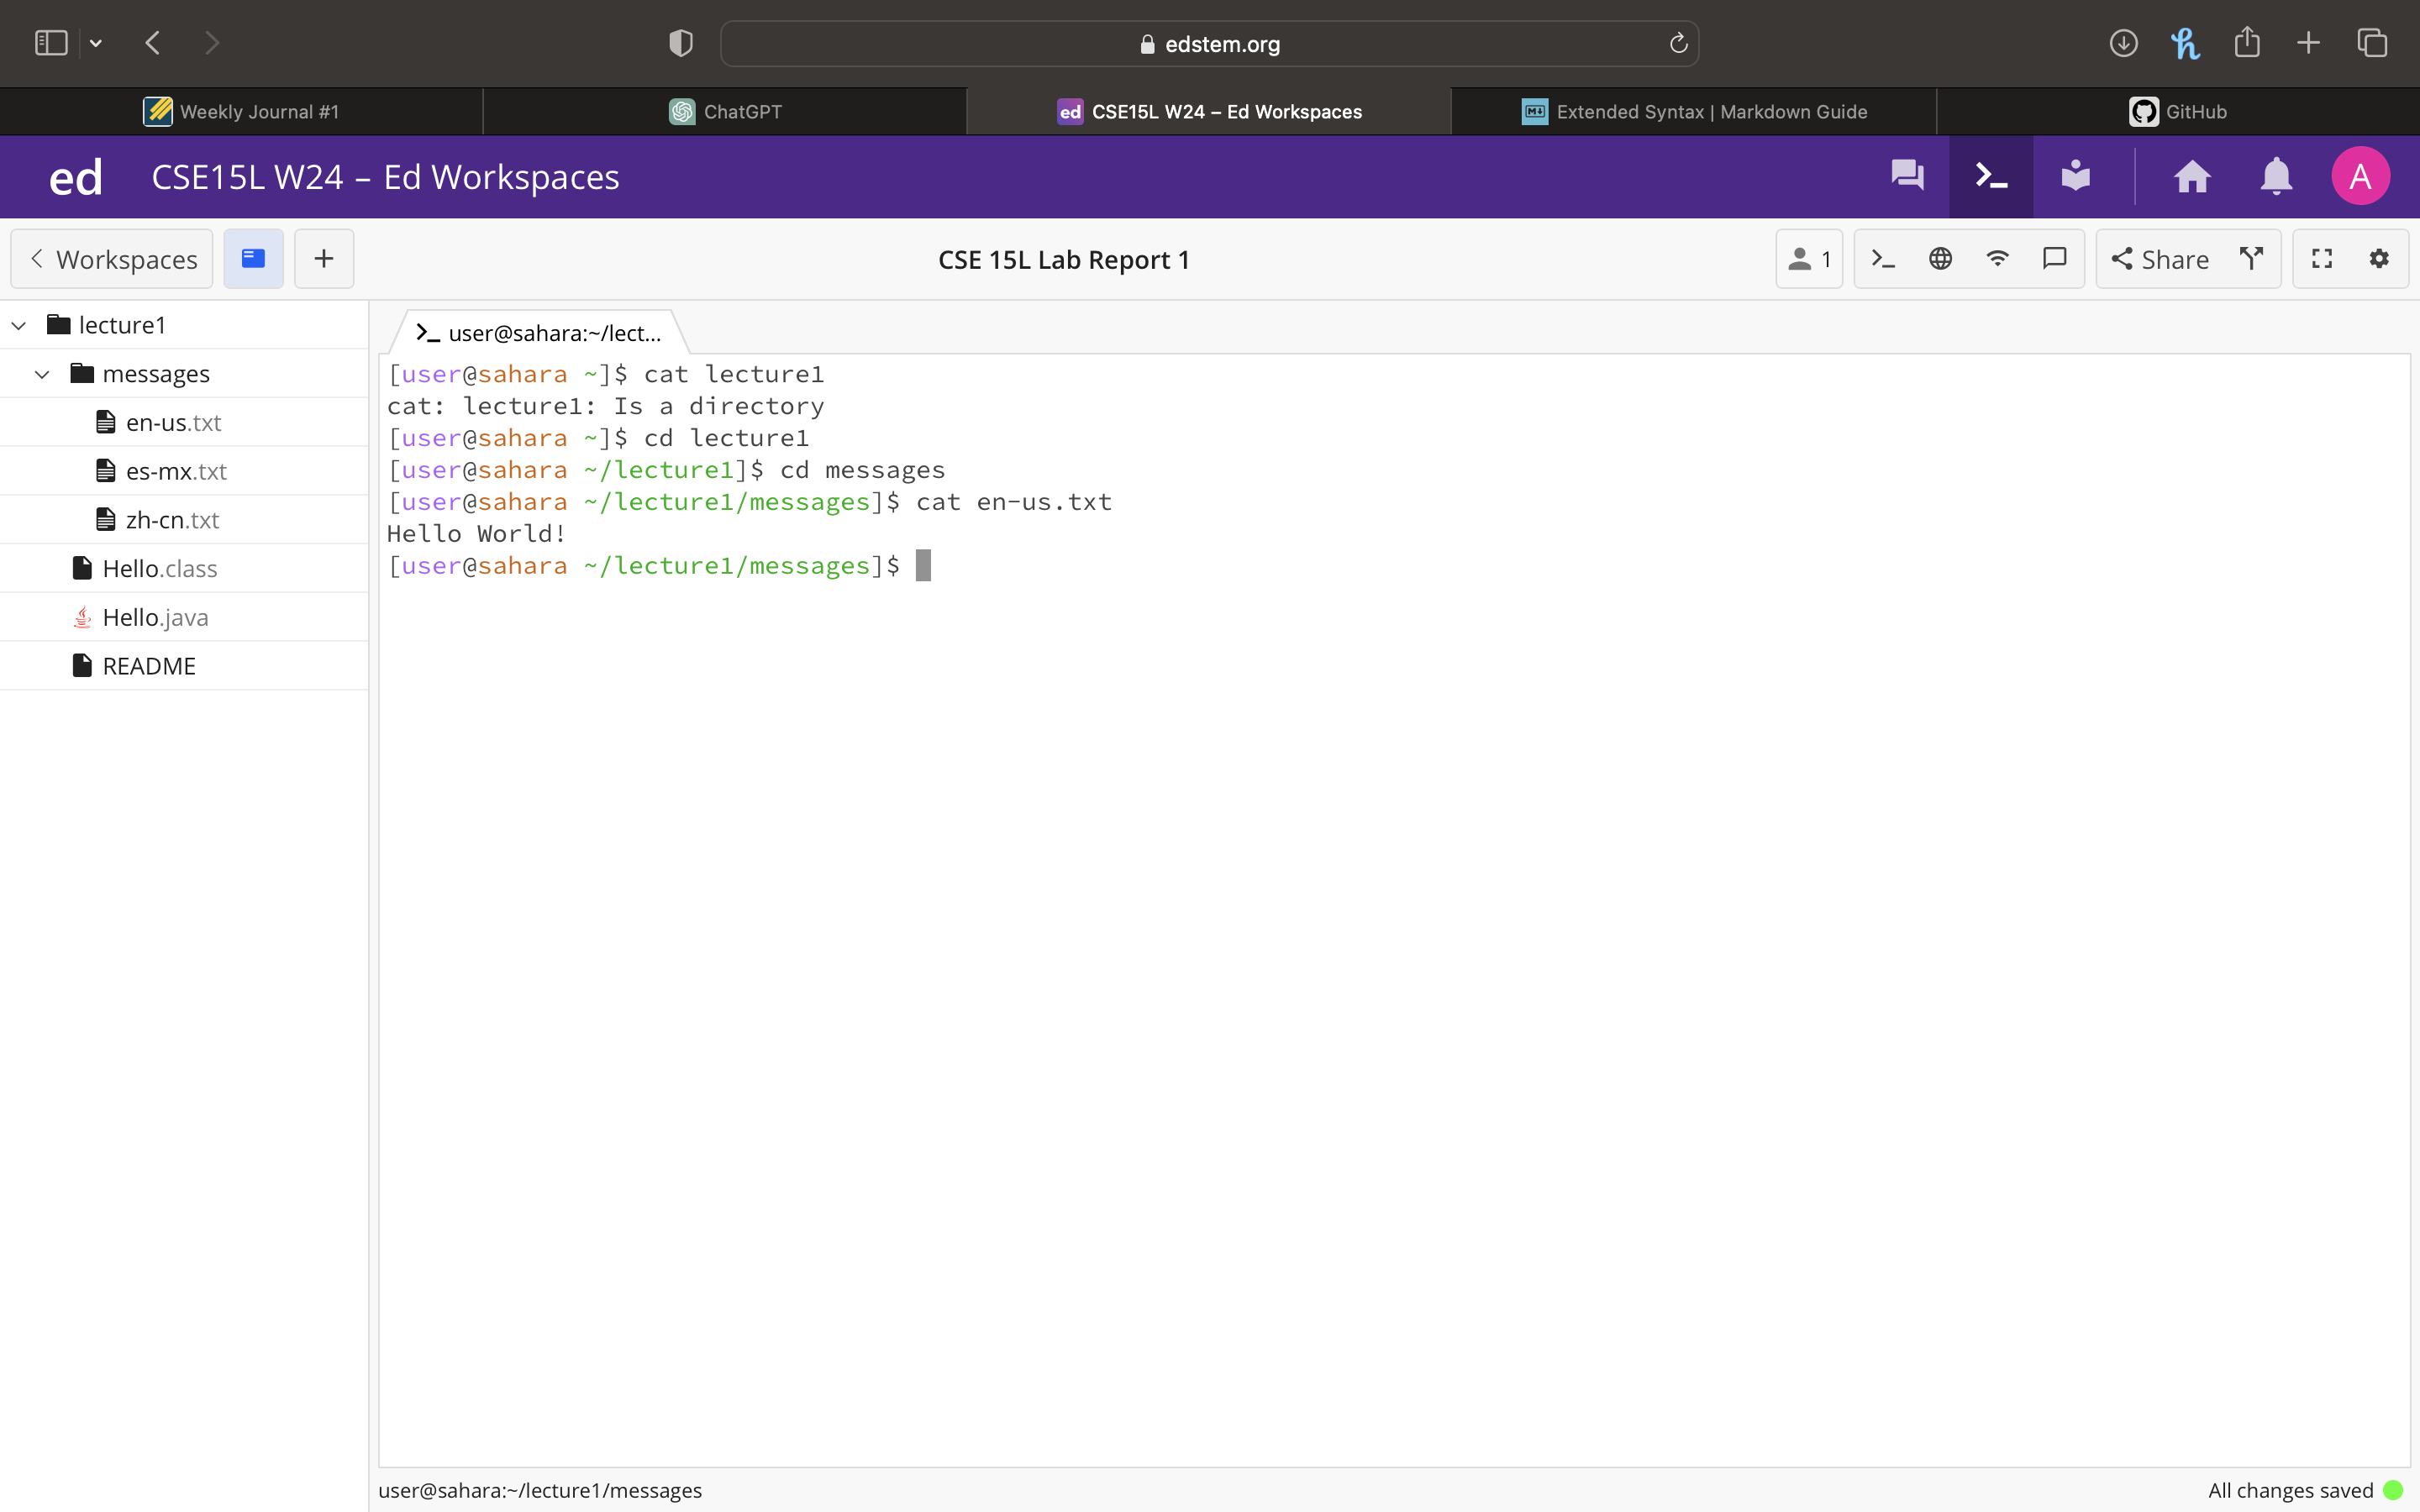 edstem.org
Weekly Journal #1
ChatGPT
ed CSE15L W24 – Ed Workspaces
Extended Syntax | Markdown Guide
GitHub
ed CSE15L W24 – Ed Workspaces
A
Workspaces
CSE 15L Lab Report 1
1
Share
lecture1
messages
en-us.txt
es-mx.txt
zh-cn.txt
Hello.class
Hello.java
README
user@sahara:~/lect...
[user@sahara ~]$ cat lecture1
cat: lecture1: Is a directory
[user@sahara ~]$ cd lecture1
[user@sahara ~/lecture1]$ cd messages
[user@sahara ~/lecture1/messages]$ cat en-us.txt
Hello World!
[user@sahara ~/lecture1/messages]$
user@sahara:~/lecture1/messages
All changes saved